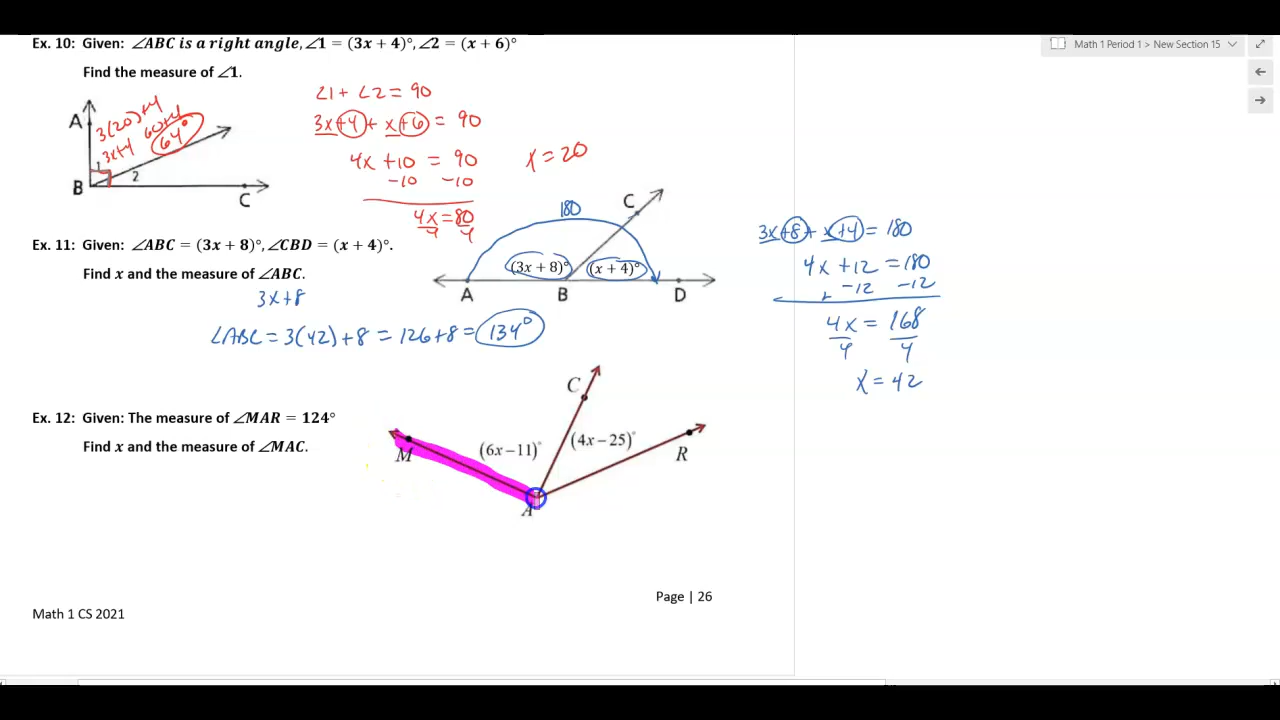 Math 1 Period 1 > New Section 15
Ex. 10: Given: ∠ABC is a right angle, ∠1 = (3x + 4)°, ∠2 = (x + 6)°
Find the measure of ∠1.
A
B
C
1
2
3(20)+4
3x+4
60+4
64°
∠1 + ∠2 = 90
3x+4 + x+6 = 90
4x +10 = 90
-10 -10
4x = 80
4 4
x = 20
Ex. 11: Given: ∠ABC = (3x + 8)°, ∠CBD = (x + 4)°.
Find x and the measure of ∠ABC.
3x+8
∠ABC = 3(42)+8 = 126+8 = 134°
180
C
(3x + 8)°
(x + 4)°
A
B
D
3x+8+ x+4 = 180
4x +12 = 180
-12 -12
4x = 168
4 4
x = 42
Ex. 12: Given: The measure of ∠MAR = 124°
Find x and the measure of ∠MAC.
C
(6x−11)°
(4x−25)°
M
R
A
Page | 26
Math 1 CS 2021